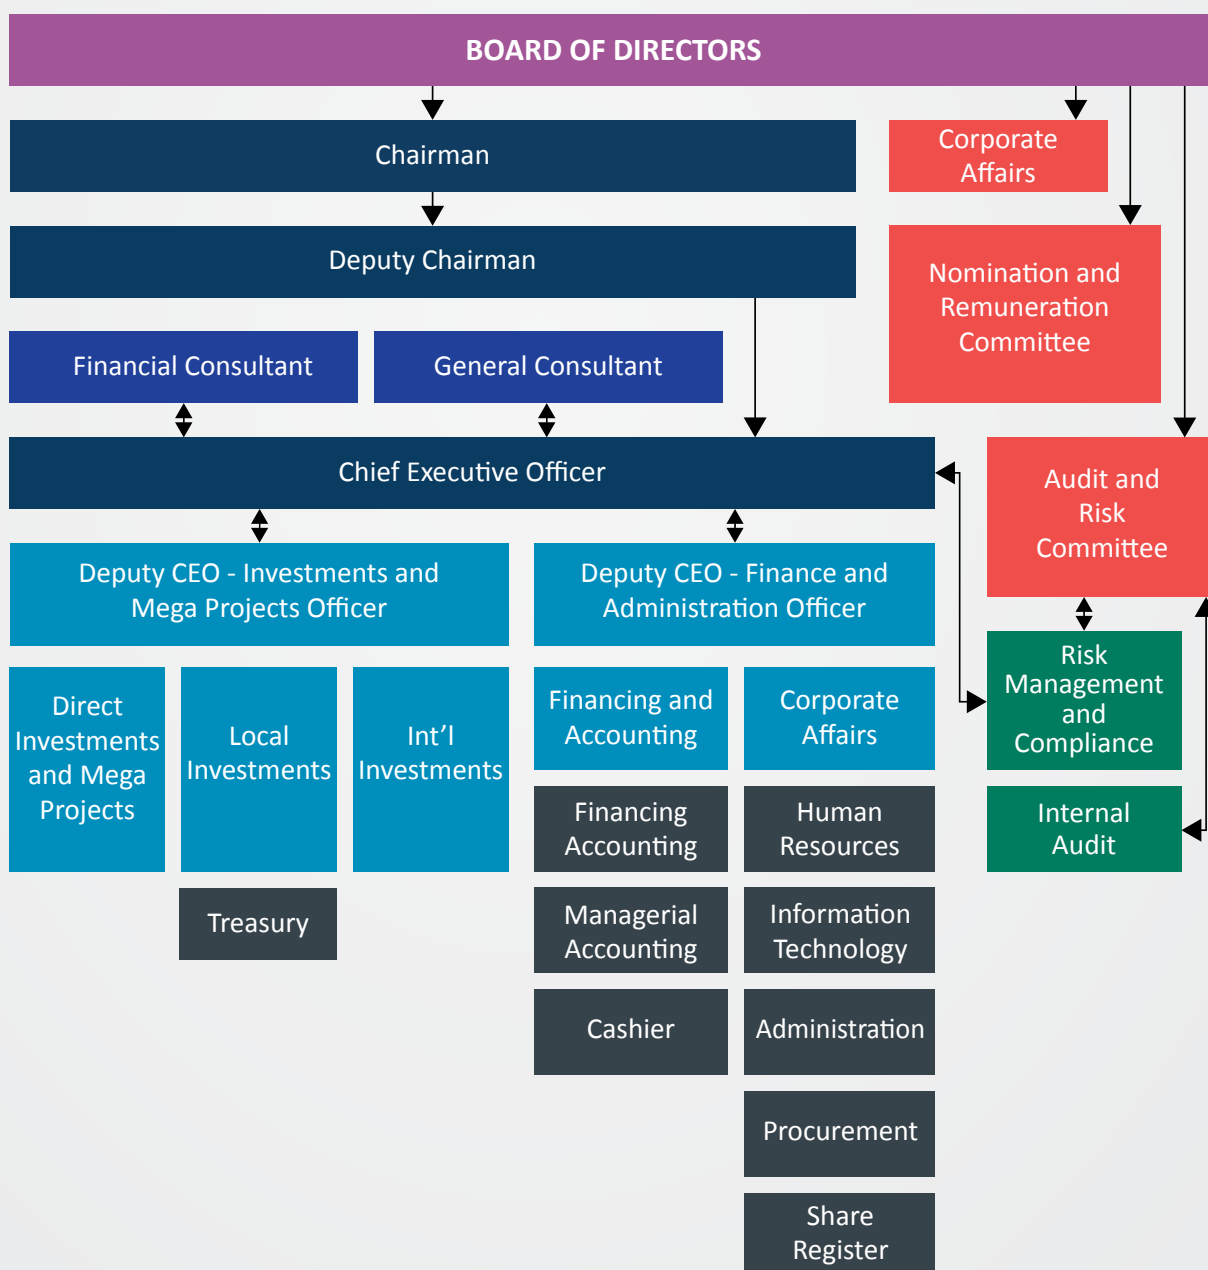 BOARD OF DIRECTORS
Chairman
Corporate
Affairs
Deputy Chairman
Nomination and
Remuneration
Committee
Financial Consultant
General Consultant
Chief Executive Officer
Audit and
Risk
Committee
Deputy CEO - Investments and
Mega Projects Officer
Deputy CEO - Finance and
Administration Officer
Direct
Investments
and Mega
Projects
Local
Investments
Int’l
Investments
Financing and
Accounting
Corporate
Affairs
Risk
Management
and
Compliance
Financing
Accounting
Human
Resources
Internal
Audit
Treasury
Managerial
Accounting
Information
Technology
Cashier
Administration
Procurement
Share
Register